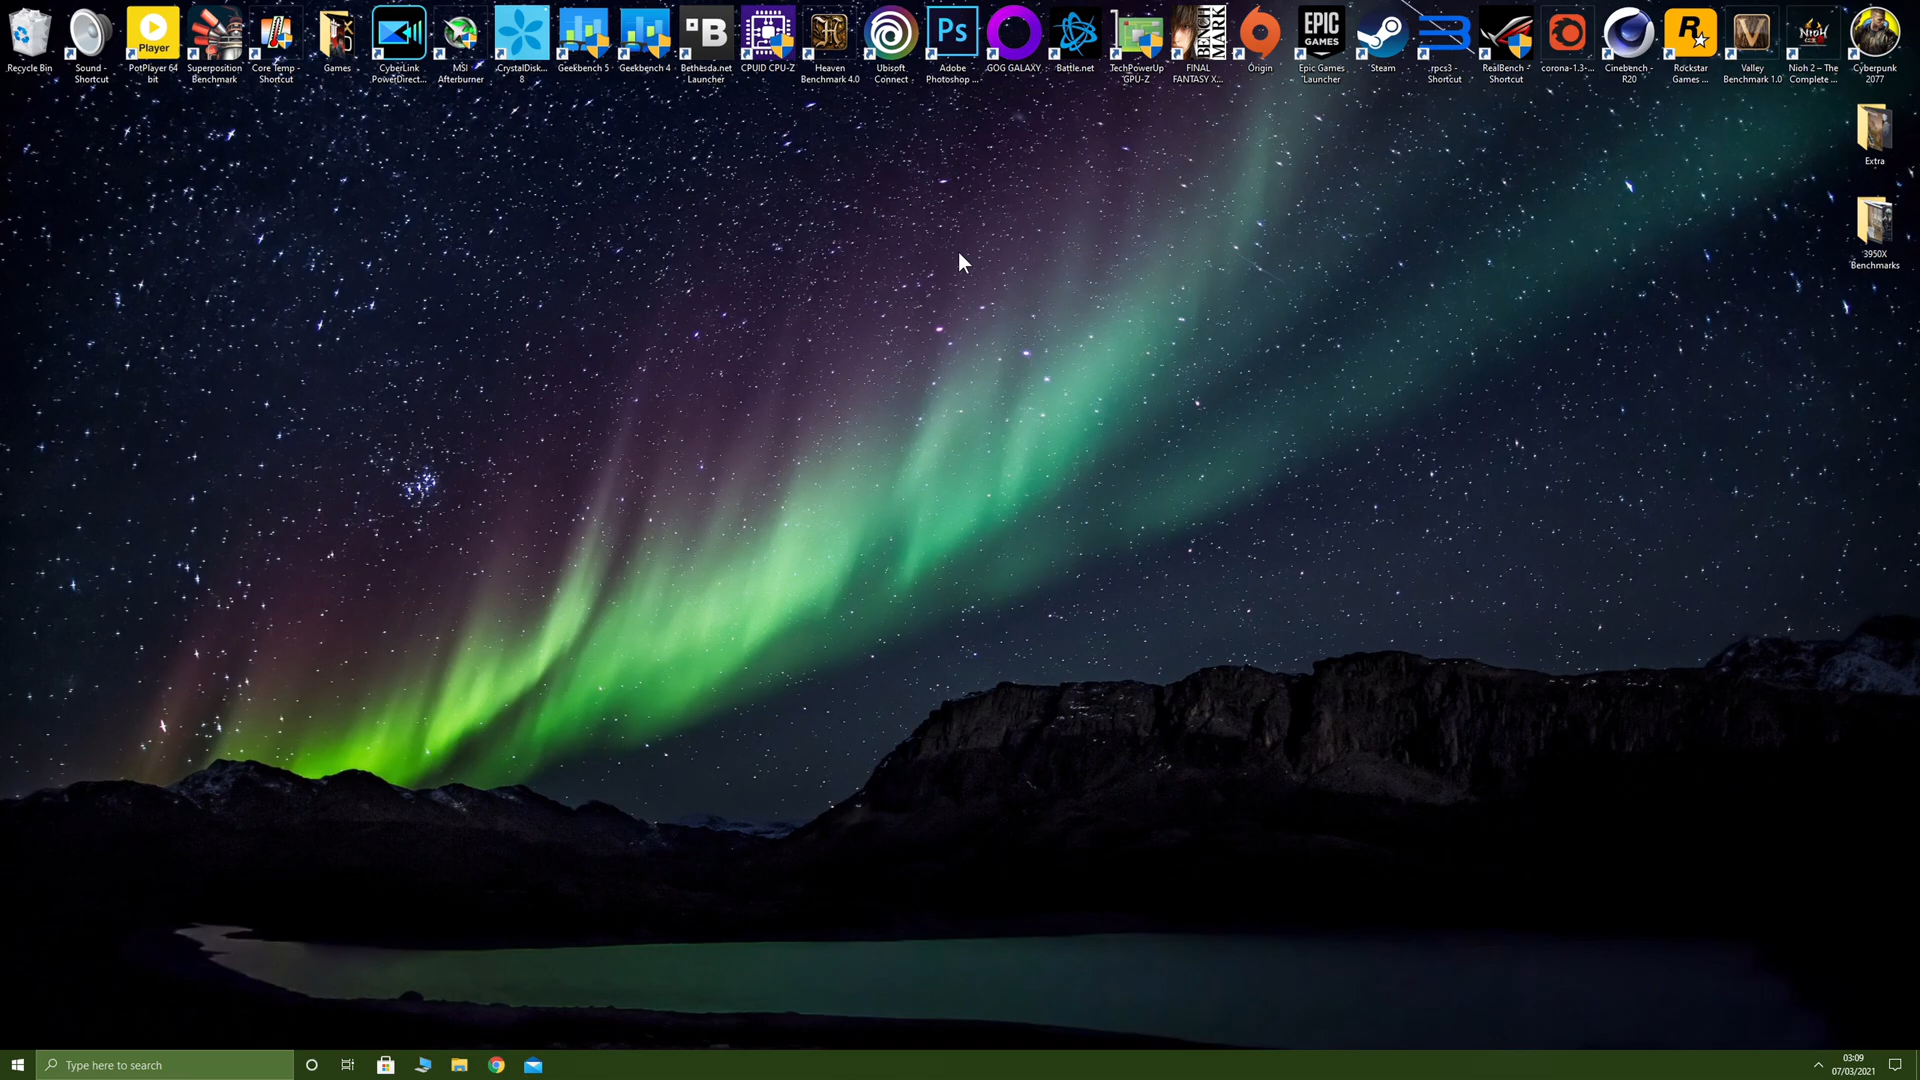 Recycle Bin
Sound -
Shortcut
Player
PotPlayer 64
bit
Superposition
Benchmark
Core Temp -
Shortcut
Games
CyberLink
PowerDirect...
MSI
Afterburner
CrystalDisk...
8
Geekbench 5
Geekbench 4
B
Bethesda.net
Launcher
CPUID CPU-Z
H
Heaven
Benchmark 4.0
Ubisoft
Connect
Ps
Adobe
Photoshop ...
GOG GALAXY
Battle.net
TechPowerUp
GPU-Z
BENCH
MARK
FINAL
FANTASY X...
Origin
EPIC
GAMES
Epic Games
Launcher
Steam
rpcs3 -
Shortcut
RealBench -
Shortcut
corona-1.3-...
Cinebench -
R20
R
Rockstar
Games ...
V
Valley
Benchmark 1.0
NIOH
Nioh 2 – The
Complete ...
Cyberpunk
2077
Extra
3950X
Benchmarks
Type here to search
03:09
07/03/2021